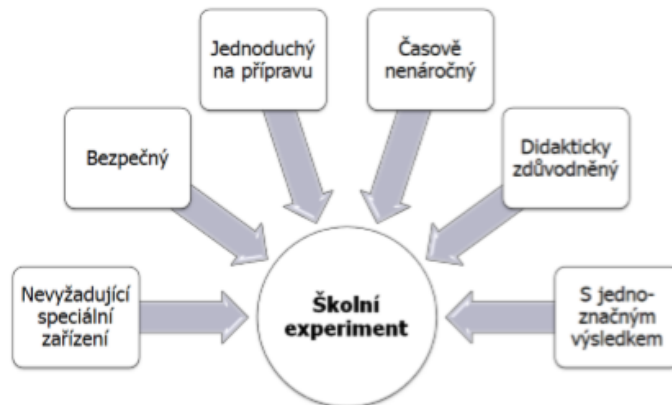 Jednoduchý
na přípravu
Časově
nenáročný
Bezpečný
Didakticky
zdůvodněný
Nevyžadující
speciální
zařízení
Školní
experiment
S jedno-
značným
výsledkem